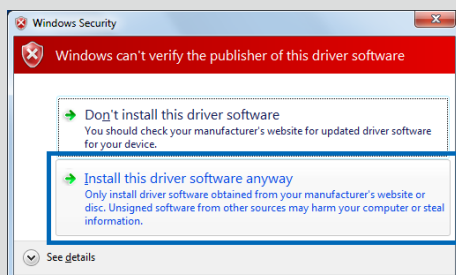 Windows Security
Windows can't verify the publisher of this driver software
Don't install this driver software
You should check your manufacturer's website for updated driver software
for your device.
Install this driver software anyway
Only install driver software obtained from your manufacturer's website or
disc. Unsigned software from other sources may harm your computer or steal
information.
See details